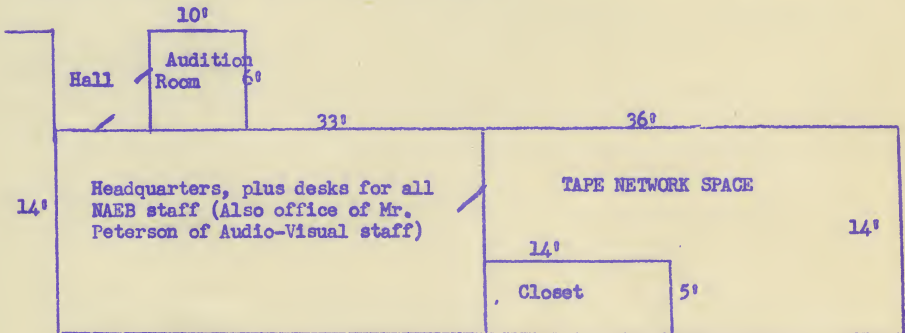 10'
Audition
Hall
Room
6'
33'
36'
Headquarters, plus desks for all
NAEB staff (Also office of Mr.
Peterson of Audio-Visual staff)
TAPE NETWORK SPACE
14'
14'
14'
Closet
5'